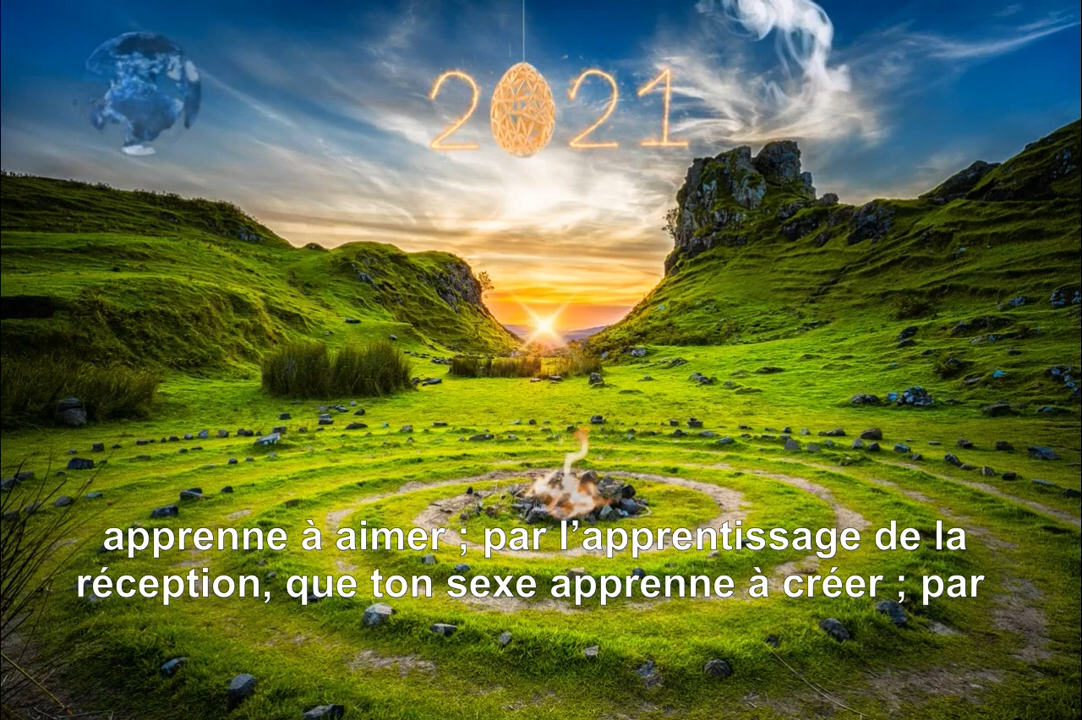 2021
apprenne à aimer ; par l’apprentissage de la
réception, que ton sexe apprenne à créer ; par